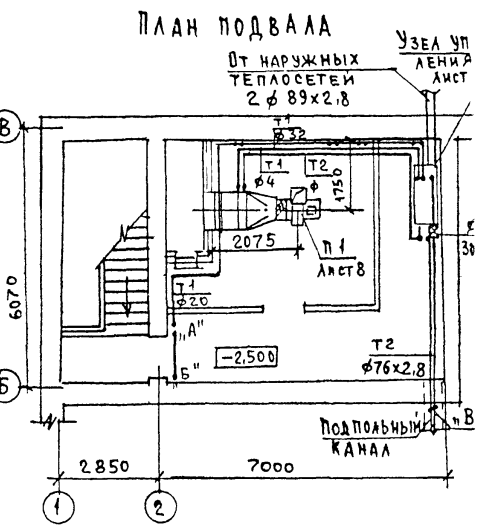 ПЛАН ПОДВАЛА
ОТ НАРУЖНЫХ
ТЕПЛОСЕТЕЙ
2 ф 89х2,8
УЗЕЛ УП
ЛЕНИЯ
ЛИСТ
В
Т1
ф32
Т1
ф4
Т2
ф
1750
2075
П1
Лист 8
ф
30
6070
Т1
ф20
„А"
Б"
-2,500
Т2
ф76х2,8
Б
ПОДПОЛЬНЫЙ
КАНАЛ
„В
2850
7000
1
2